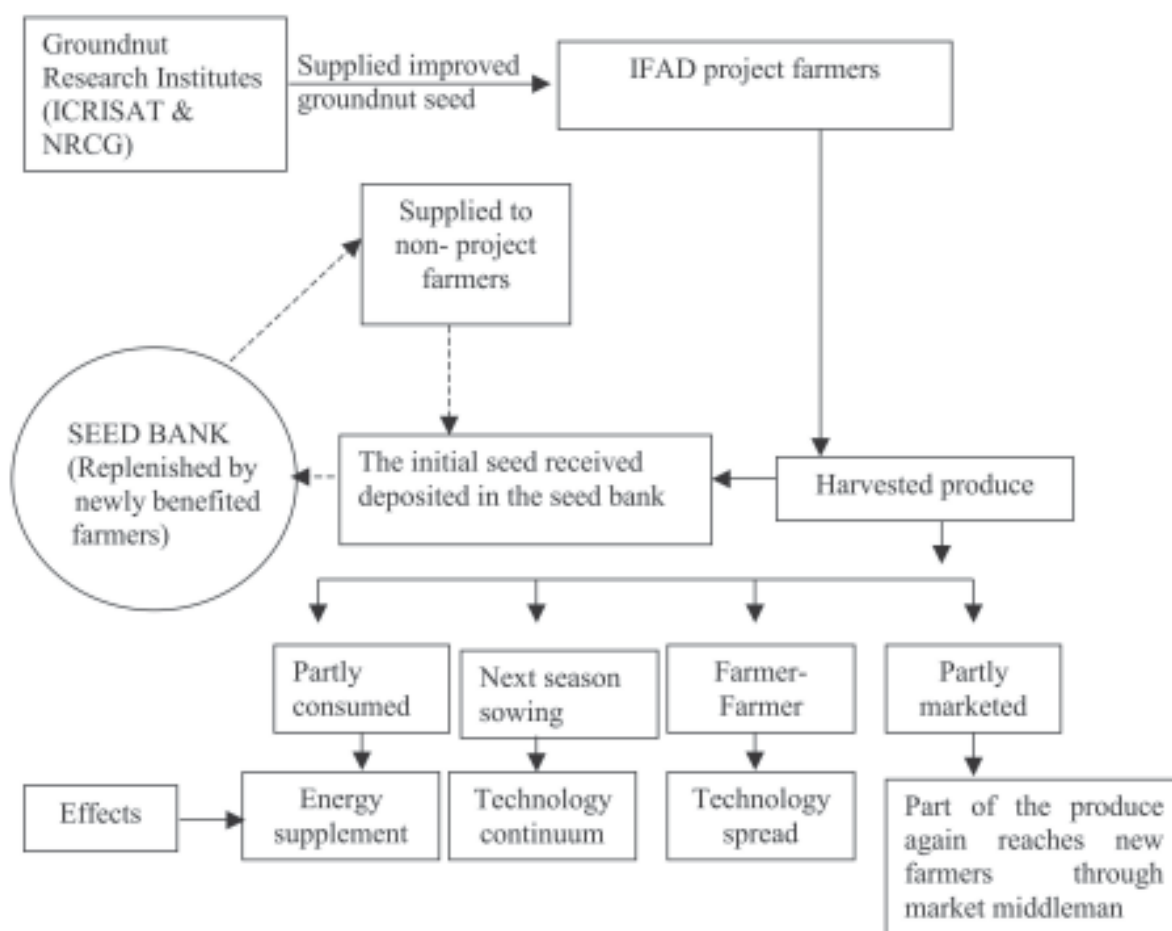 Groundnut
Research Institutes
(ICRISAT &
NRCG)
Supplied improved
groundnut seed
IFAD project farmers
Supplied to
non- project
farmers
SEED BANK
(Replenished by
newly benefited
farmers)
The initial seed received
deposited in the seed bank
Harvested produce
Partly
consumed
Next season
sowing
Farmer-
Farmer
Partly
marketed
Effects
Energy
supplement
Technology
continuum
Technology
spread
Part of the produce
again reaches new
farmers through
market middleman